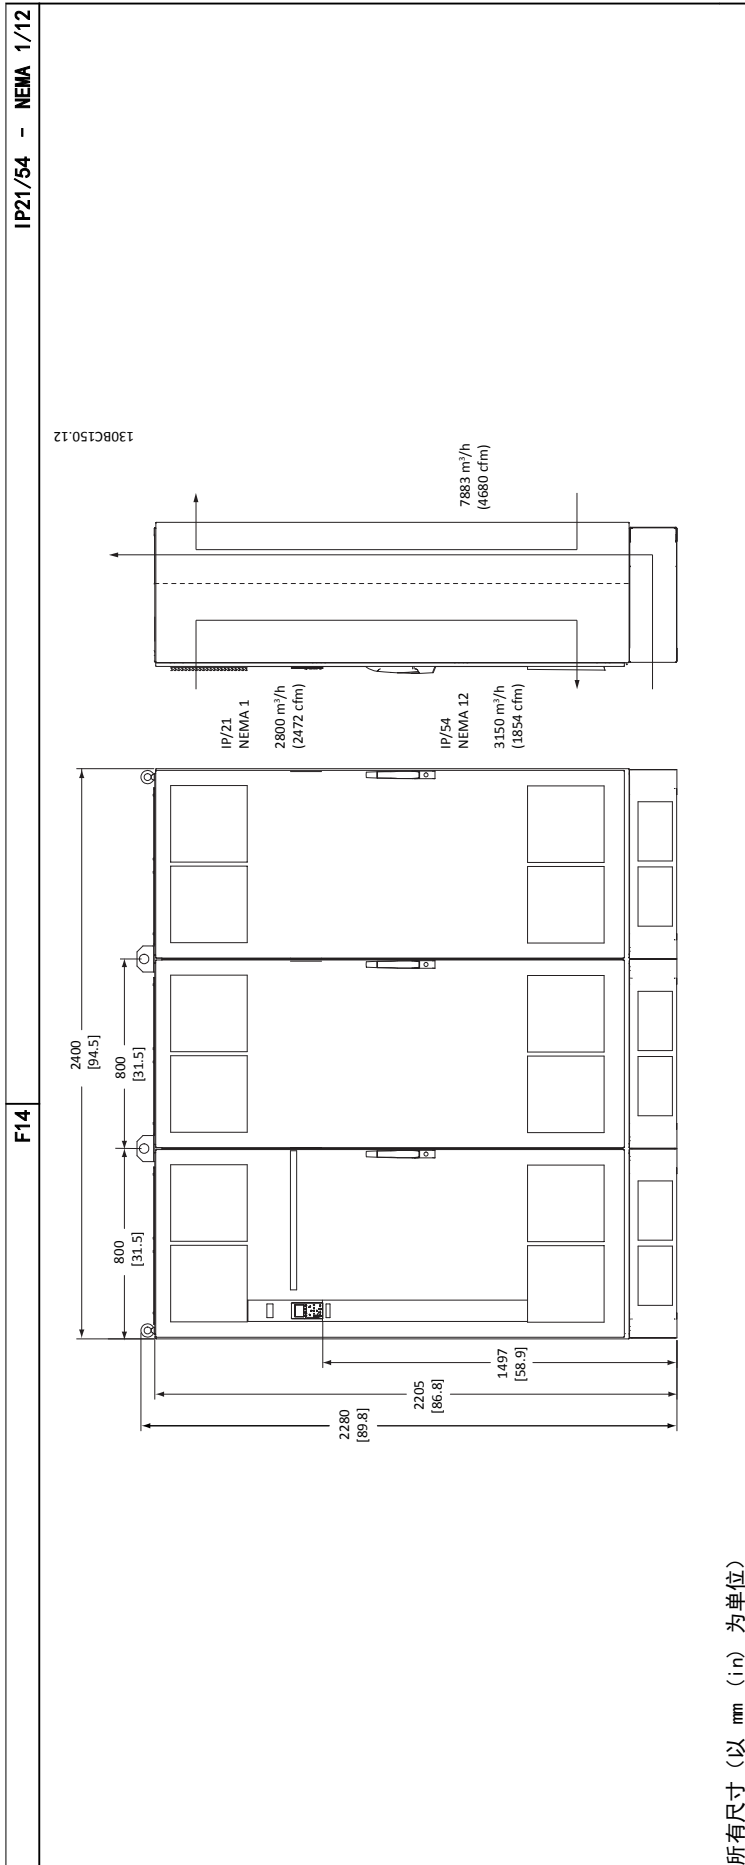 F14
IP21/54 - NEMA 1/12
130BC150.12
2400
[94.5]
800
[31.5]
800
[31.5]
IP/21
NEMA 1
2800 m³/h
(2472 cfm)
IP/54
NEMA 12
3150 m³/h
(1854 cfm)
7883 m³/h
(4680 cfm)
1497
[58.9]
2205
[86.8]
2280
[89.8]
所有尺寸（以 mm (in) 为单位）